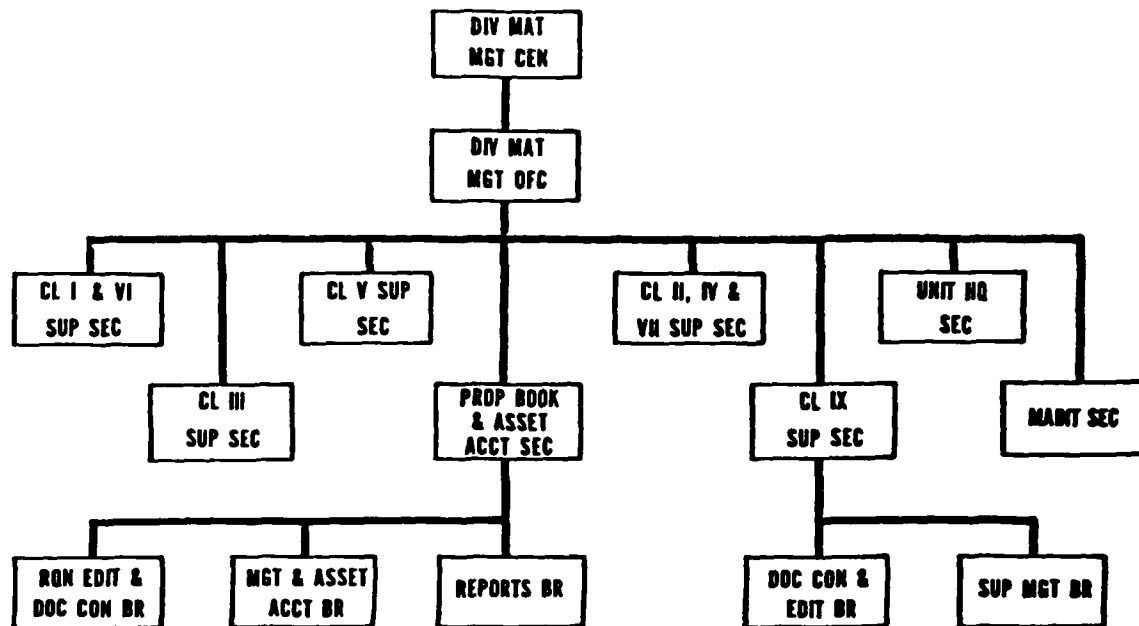 DIV MAT
MGT CEN
DIV MAT
MGT OFC
CL I & VI
SUP SEC
CL V SUP
SEC
CL II, IV &
VII SUP SEC
UNIT HQ
SEC
CL III
SUP SEC
PROP BOOK
& ASSET
ACCT SEC
CL IX
SUP SEC
MAINT SEC
RQN EDIT &
DOC CON BR
MGT & ASSET
ACCT BR
REPORTS BR
DOC CON &
EDIT BR
SUP MGT BR